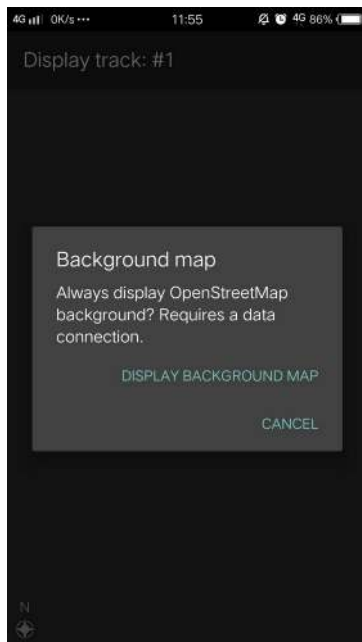 4G 0K/s ••• 11:55 4G 86%
Display track: #1
Background map
Always display OpenStreetMap
background? Requires a data
connection.
DISPLAY BACKGROUND MAP
CANCEL
N